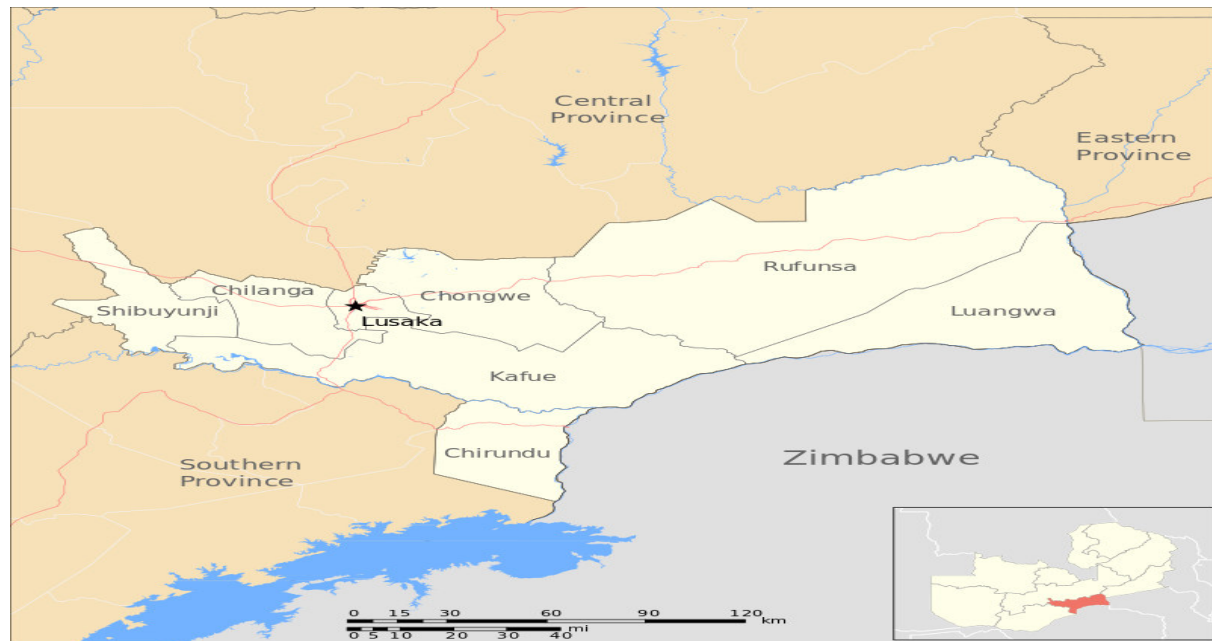 Central
Province
Eastern
Province
Rufunsa
Chilanga
Chongwe
Shibuyunji
Luangwa
Lusaka
Kafue
Chirundu
Southern
Province
Zimbabwe
0 15 30 60 90 120
km
0 5 10 20 30 40 mi